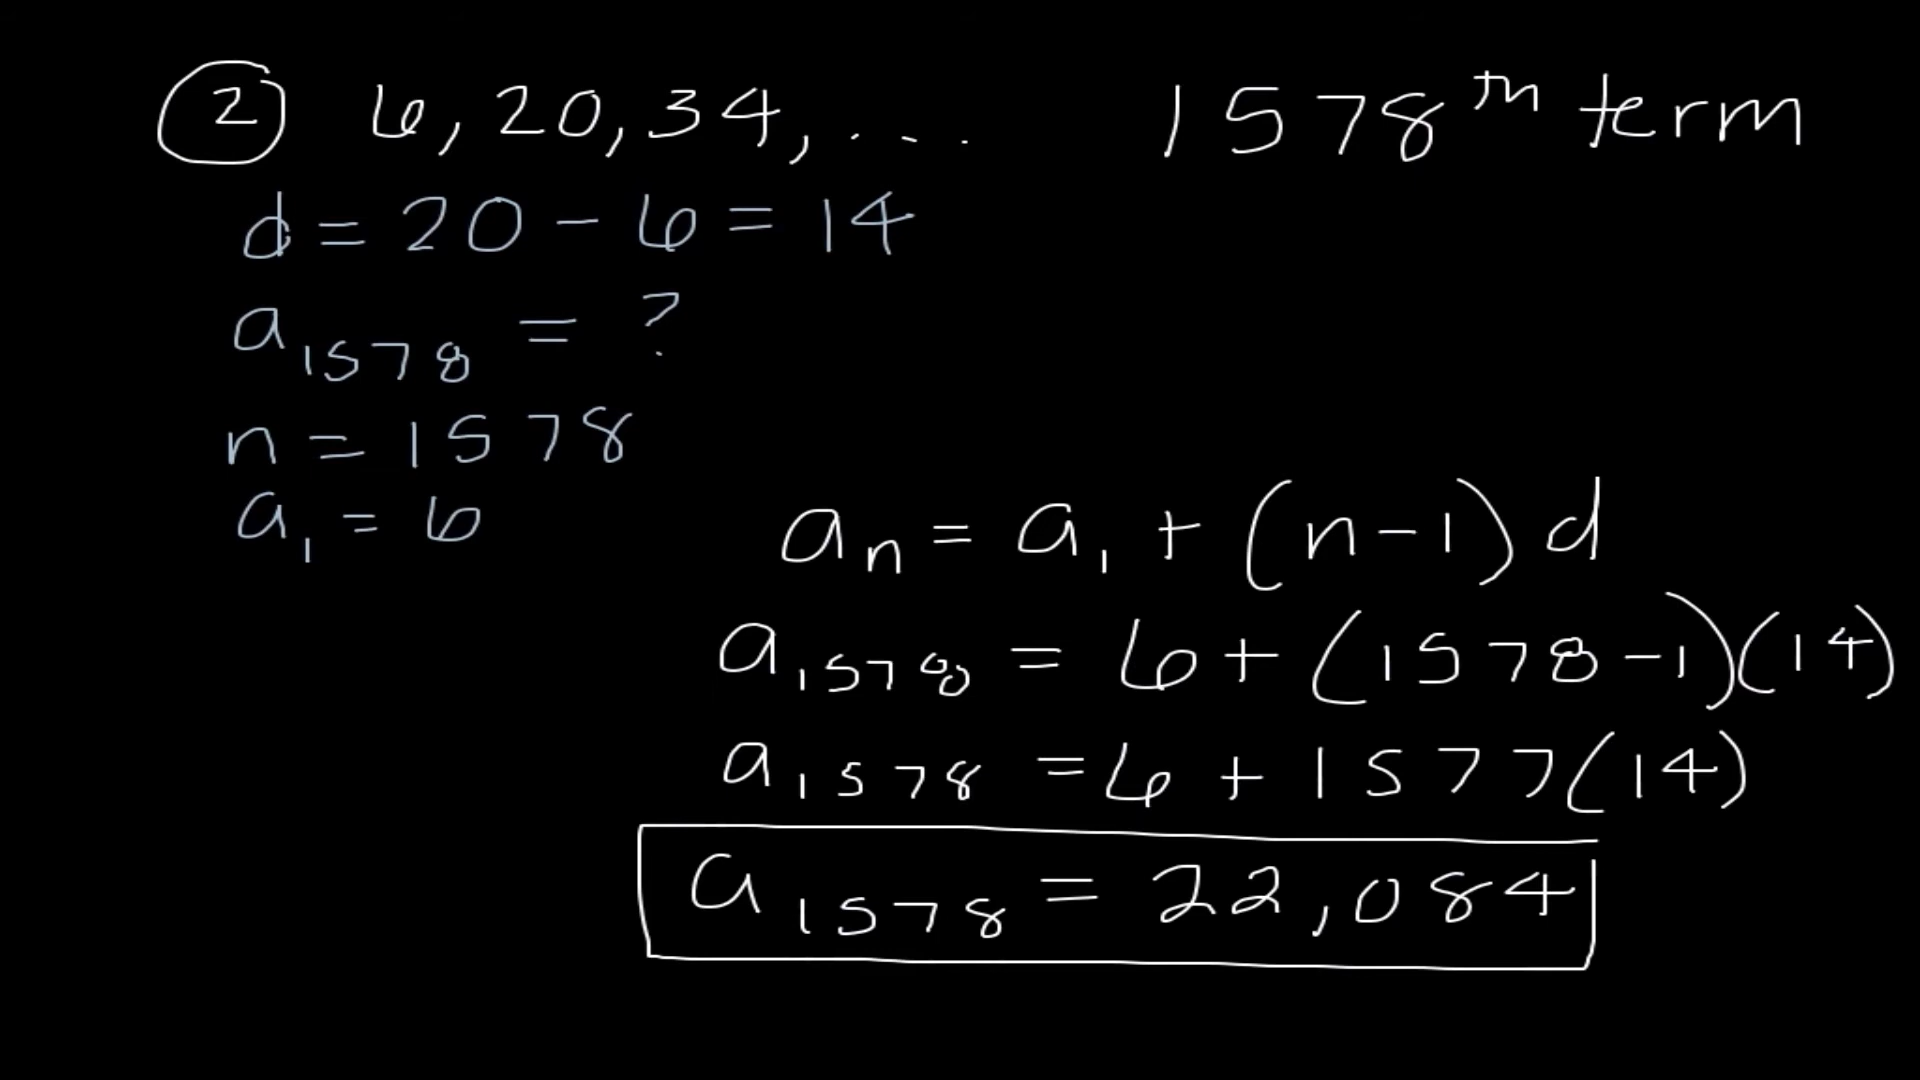 2 6, 20, 34, ... 1578th term
d = 20 - 6 = 14
a₁₅₇₈ = ?
n = 1578
a₁ = 6
aₙ = a₁ + (n-1)d
a₁₅₇₈ = 6 + (1578-1)(14)
a₁₅₇₈ = 6 + 1577(14)
a₁₅₇₈ = 22,084